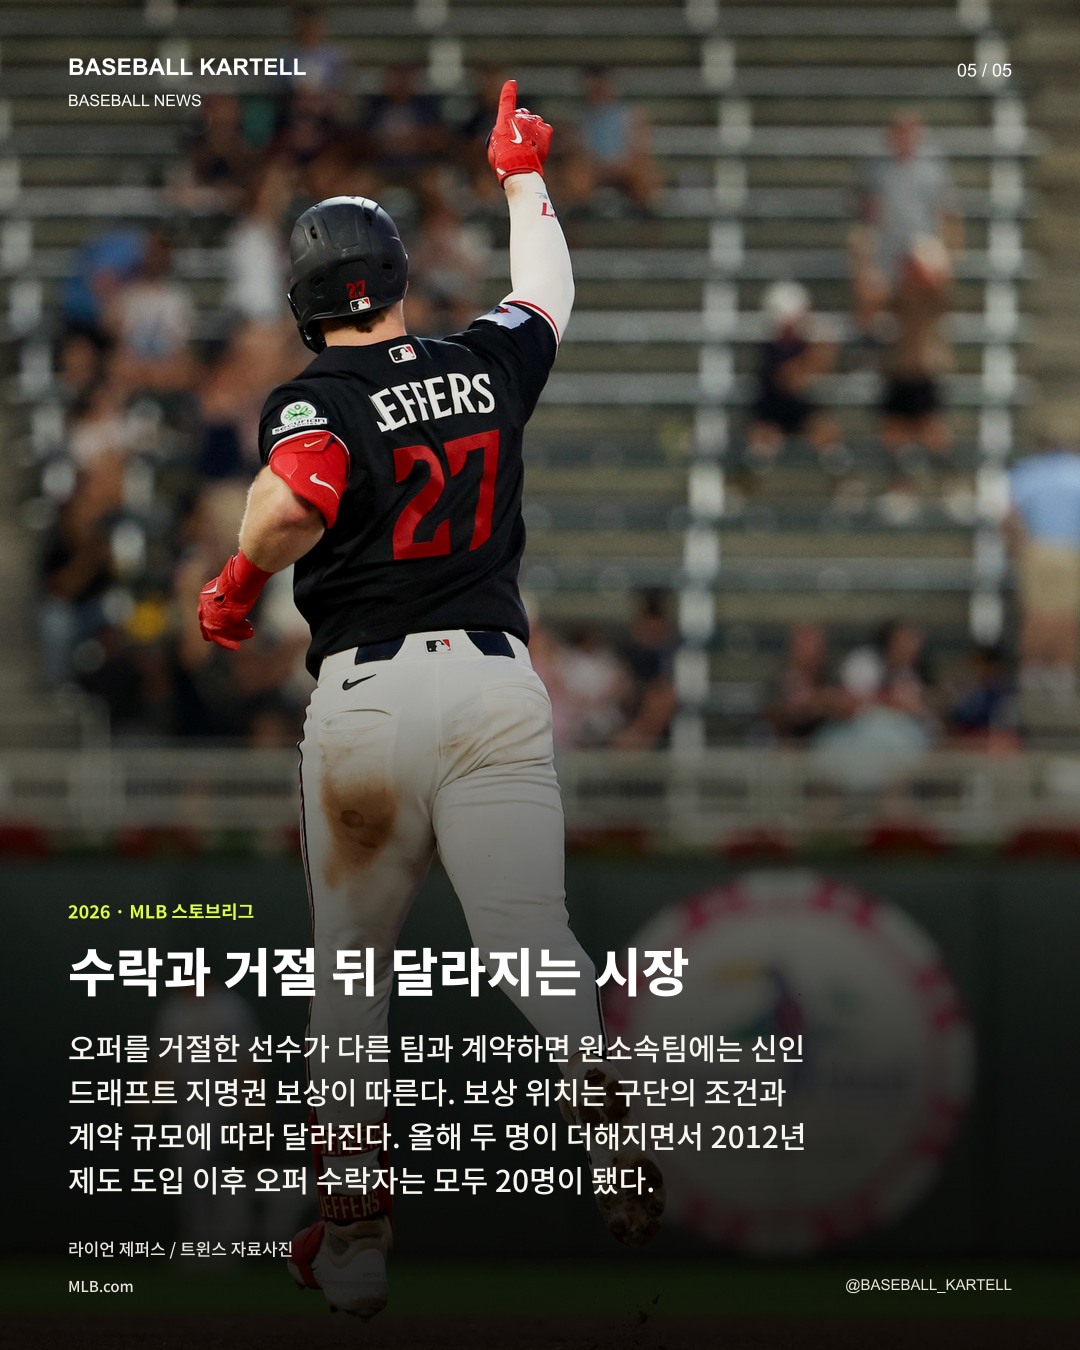 BASEBALL KARTELL
BASEBALL NEWS
05 / 05
27
JEFFERS
27
2026 · MLB 스토브리그
수락과 거절 뒤 달라지는 시장
오퍼를 거절한 선수가 다른 팀과 계약하면 원소속팀에는 신인
드래프트 지명권 보상이 따른다. 보상 위치는 구단의 조건과
계약 규모에 따라 달라진다. 올해 두 명이 더해지면서 2012년
제도 도입 이후 오퍼 수락자는 모두 20명이 됐다.
JEFFERS
라이언 제퍼스 / 트윈스 자료사진
MLB.com
@BASEBALL_KARTELL